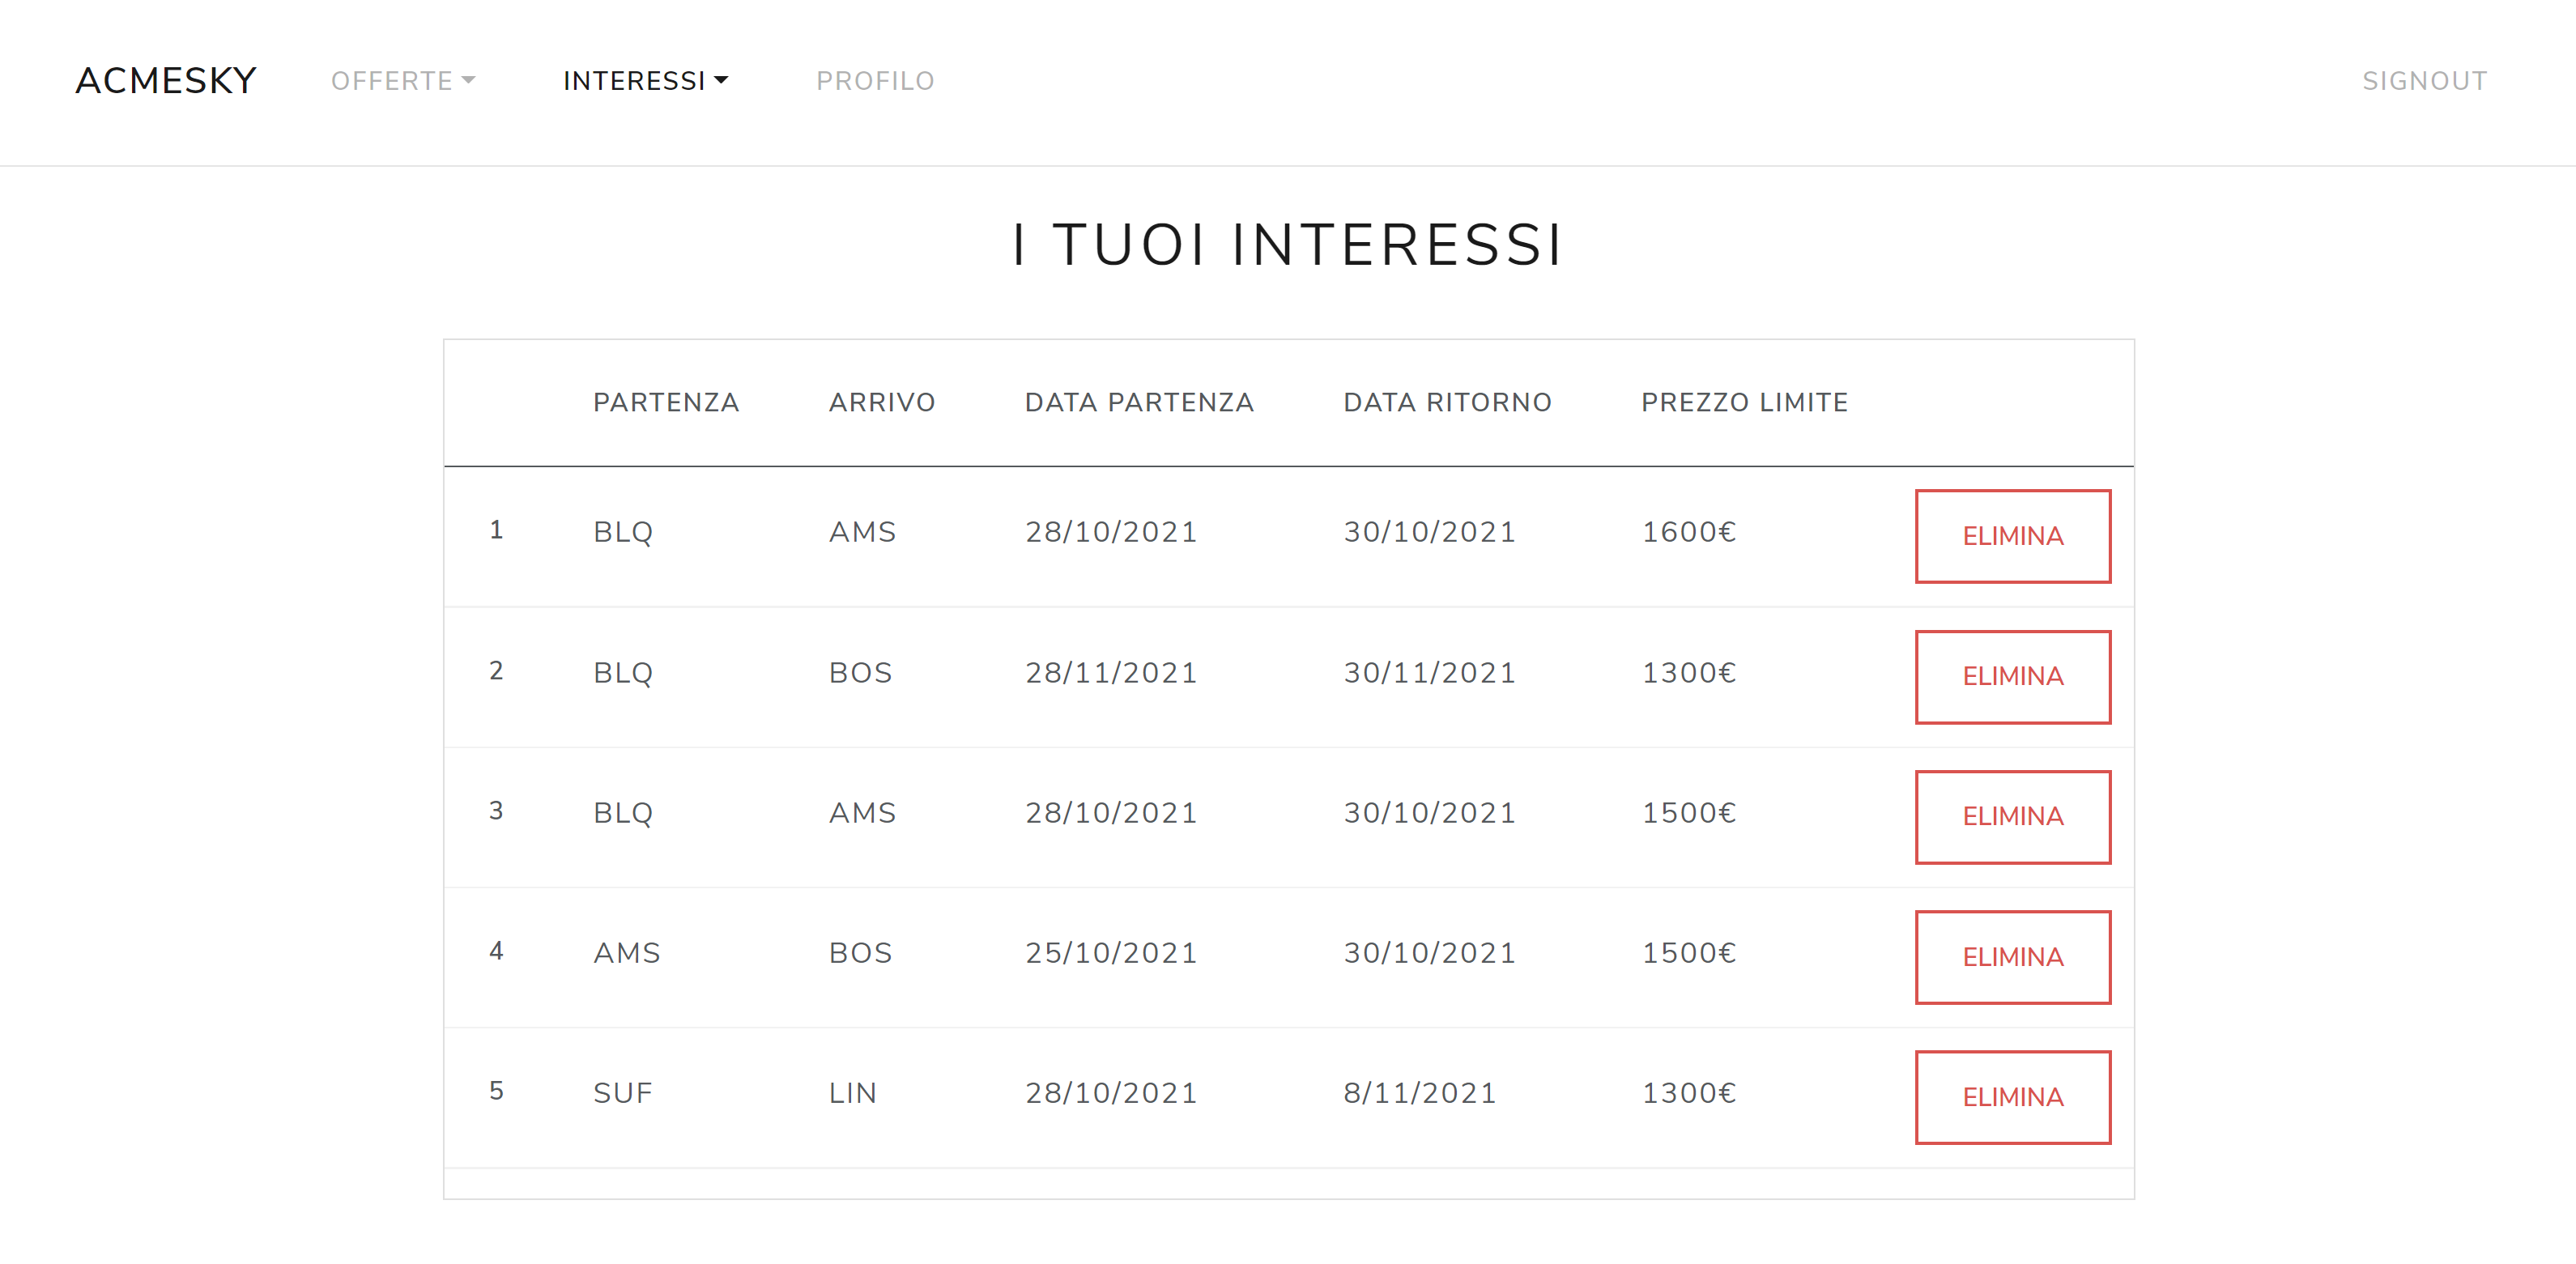 ACMESKY OFFERTE INTERESSI PROFILO SIGNOUT
I TUOI INTERESSI
PARTENZA ARRIVO DATA PARTENZA DATA RITORNO PREZZO LIMITE
1 BLQ AMS 28/10/2021 30/10/2021 1600€ ELIMINA
2 BLQ BOS 28/11/2021 30/11/2021 1300€ ELIMINA
3 BLQ AMS 28/10/2021 30/10/2021 1500€ ELIMINA
4 AMS BOS 25/10/2021 30/10/2021 1500€ ELIMINA
5 SUF LIN 28/10/2021 8/11/2021 1300€ ELIMINA